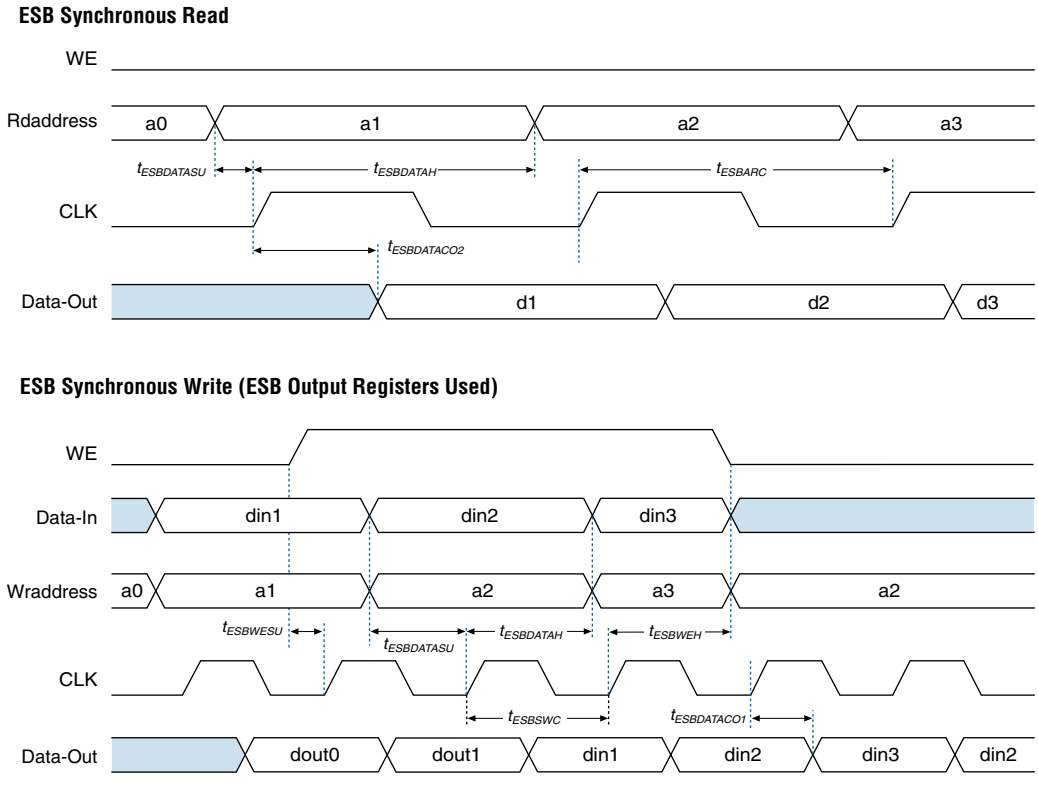 ESB Synchronous Read
WE
Rdaddress a0 a1 a2 a3
tESBDATASU tESBDATAH tESBARC
CLK
tESBDATACO2
Data-Out d1 d2 d3
ESB Synchronous Write (ESB Output Registers Used)
WE
Data-In din1 din2 din3
Wraddress a0 a1 a2 a3 a2
tESBWESU tESBDATASU tESBDATAH tESBWEH
CLK
tESBSWC tESBDATACO1
Data-Out dout0 dout1 din1 din2 din3 din2